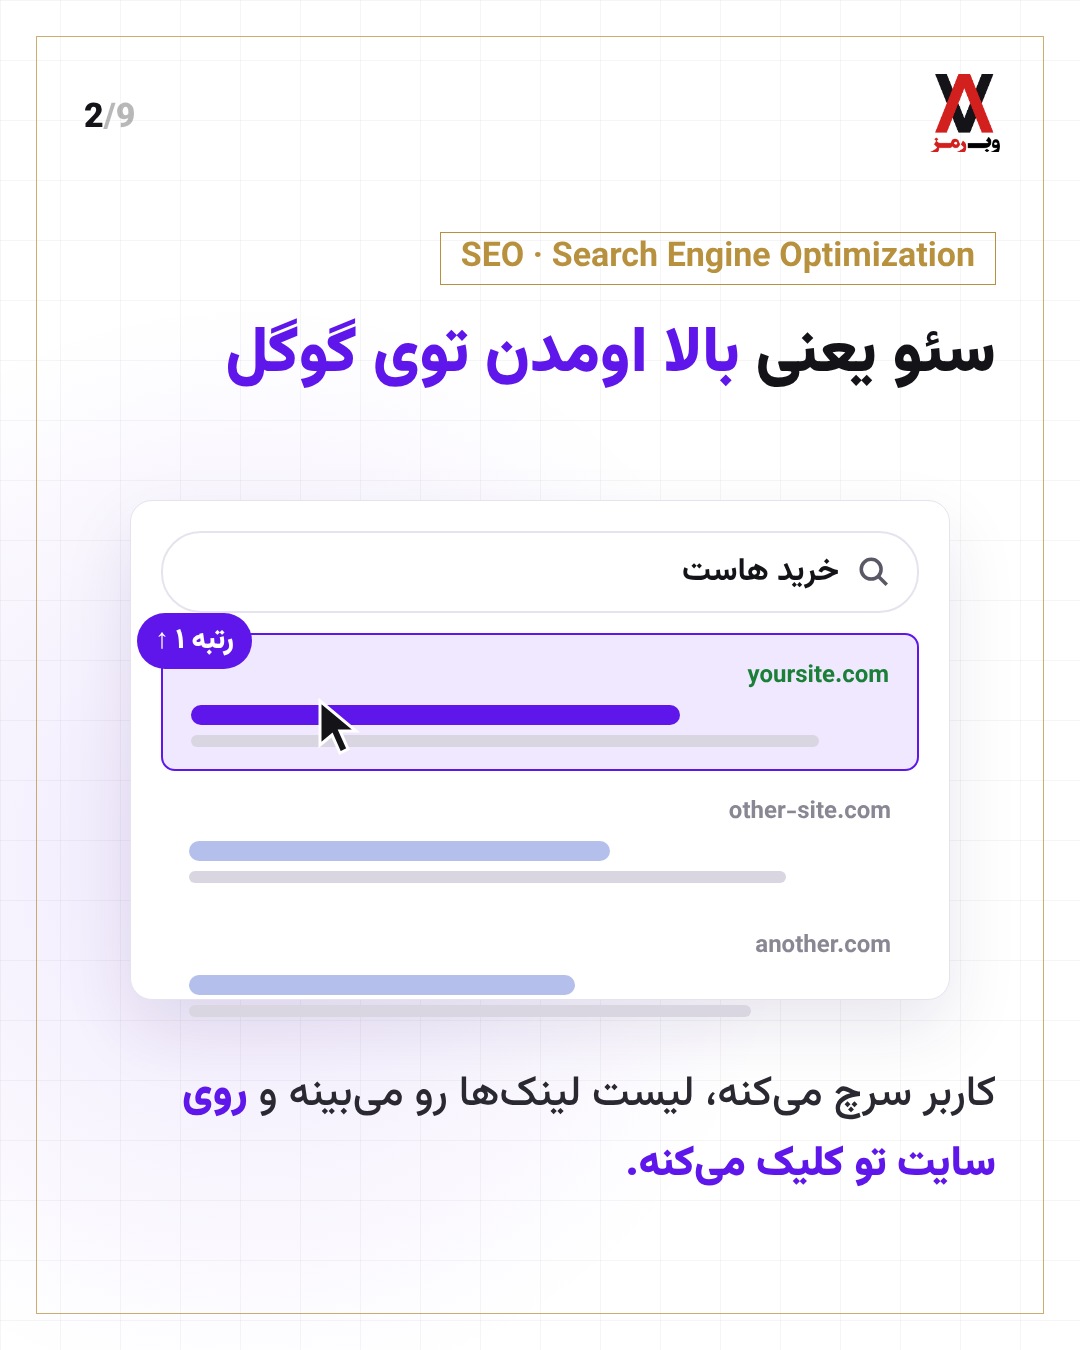 2/9
وب‌رمز
SEO · Search Engine Optimization
سئو یعنی بالا اومدن توی گوگل
خرید هاست
رتبه ۱ ↑
yoursite.com
other-site.com
another.com
کاربر سرچ می‌کنه، لیست لینک‌ها رو می‌بینه و روی
سایت تو کلیک می‌کنه.